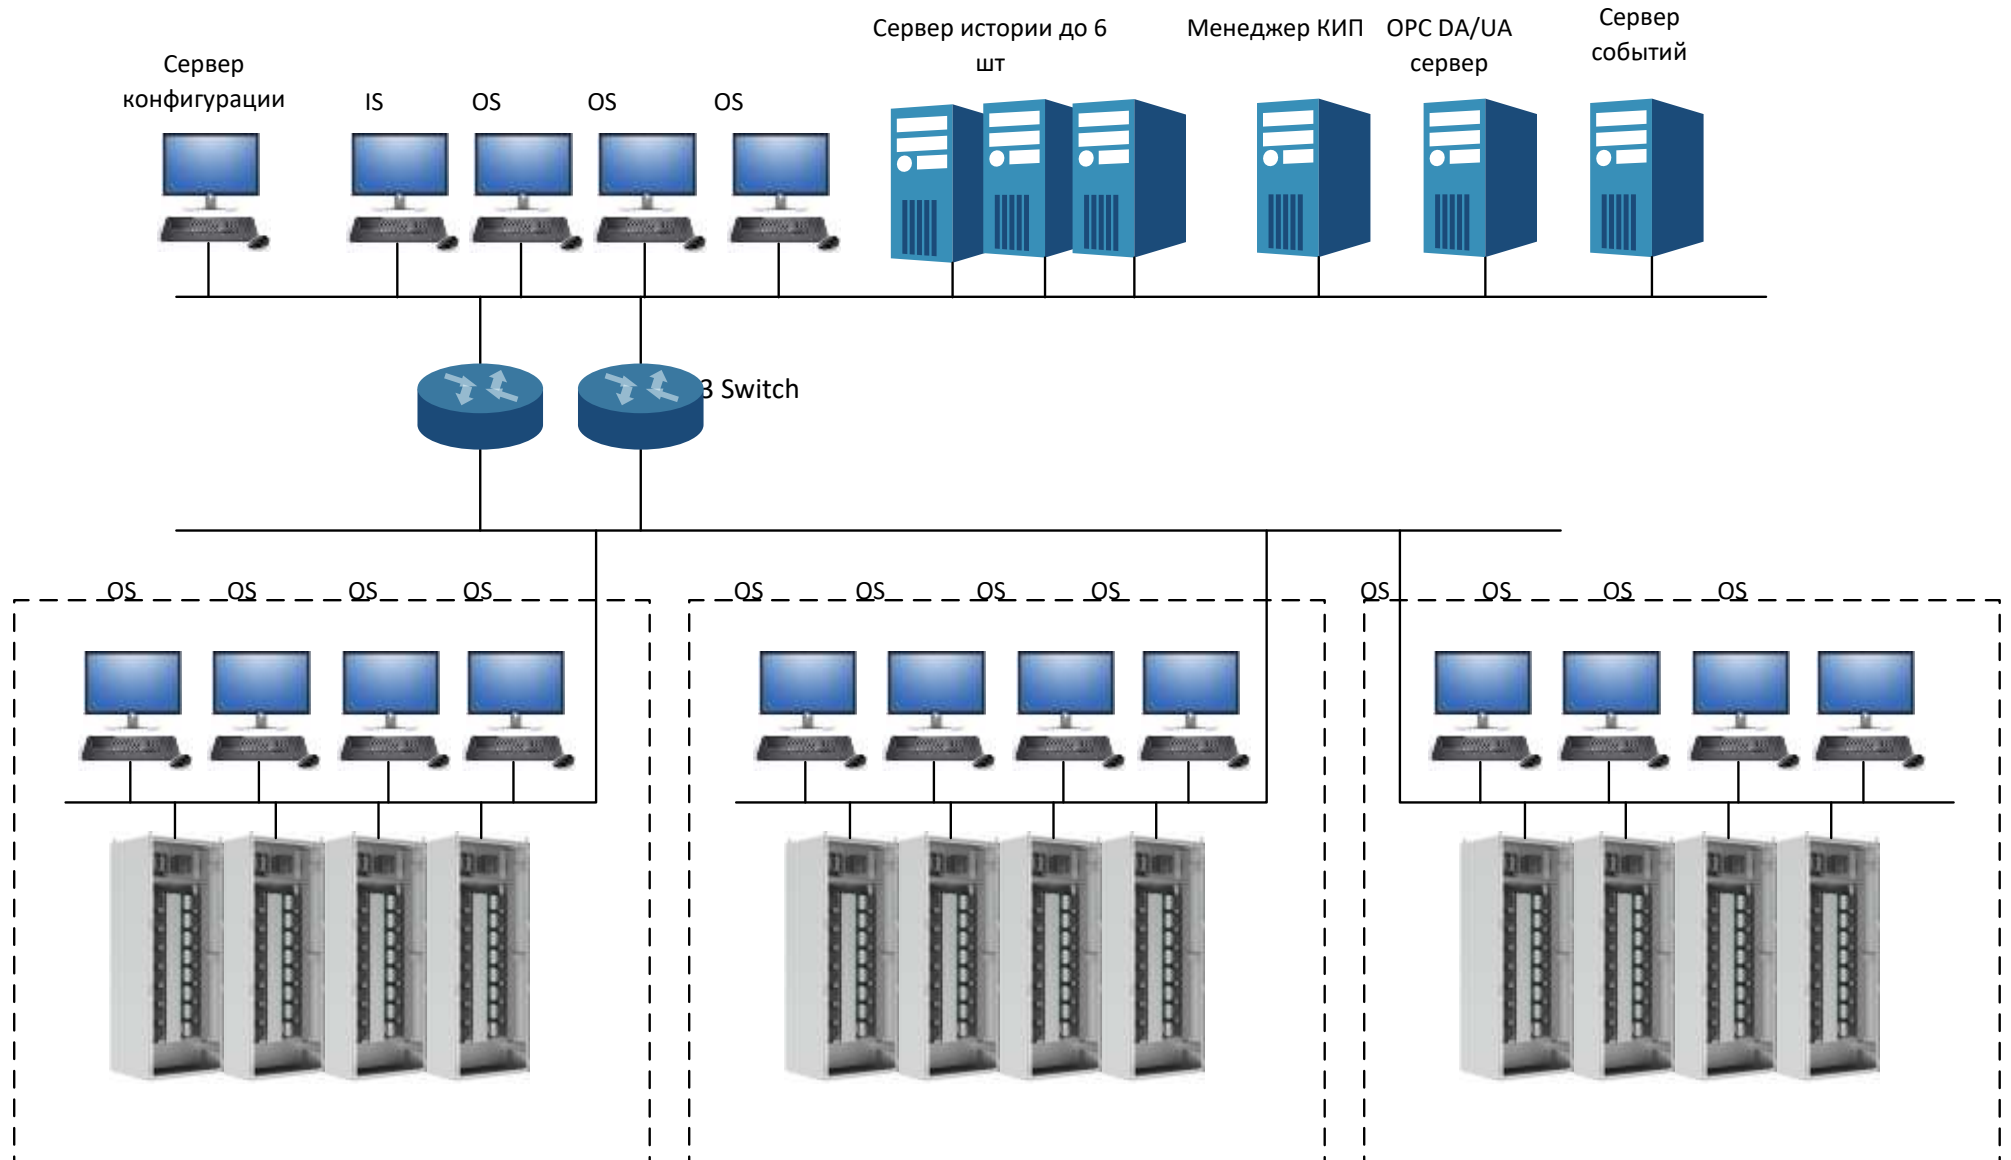 Сервер
конфигурации
IS
OS
OS
OS
Сервер истории до 6
шт
Менеджер КИП
OPC DA/UA
сервер
Сервер
событий
3 Switch
OS
OS
OS
OS
OS
OS
OS
OS
OS
OS
OS
OS